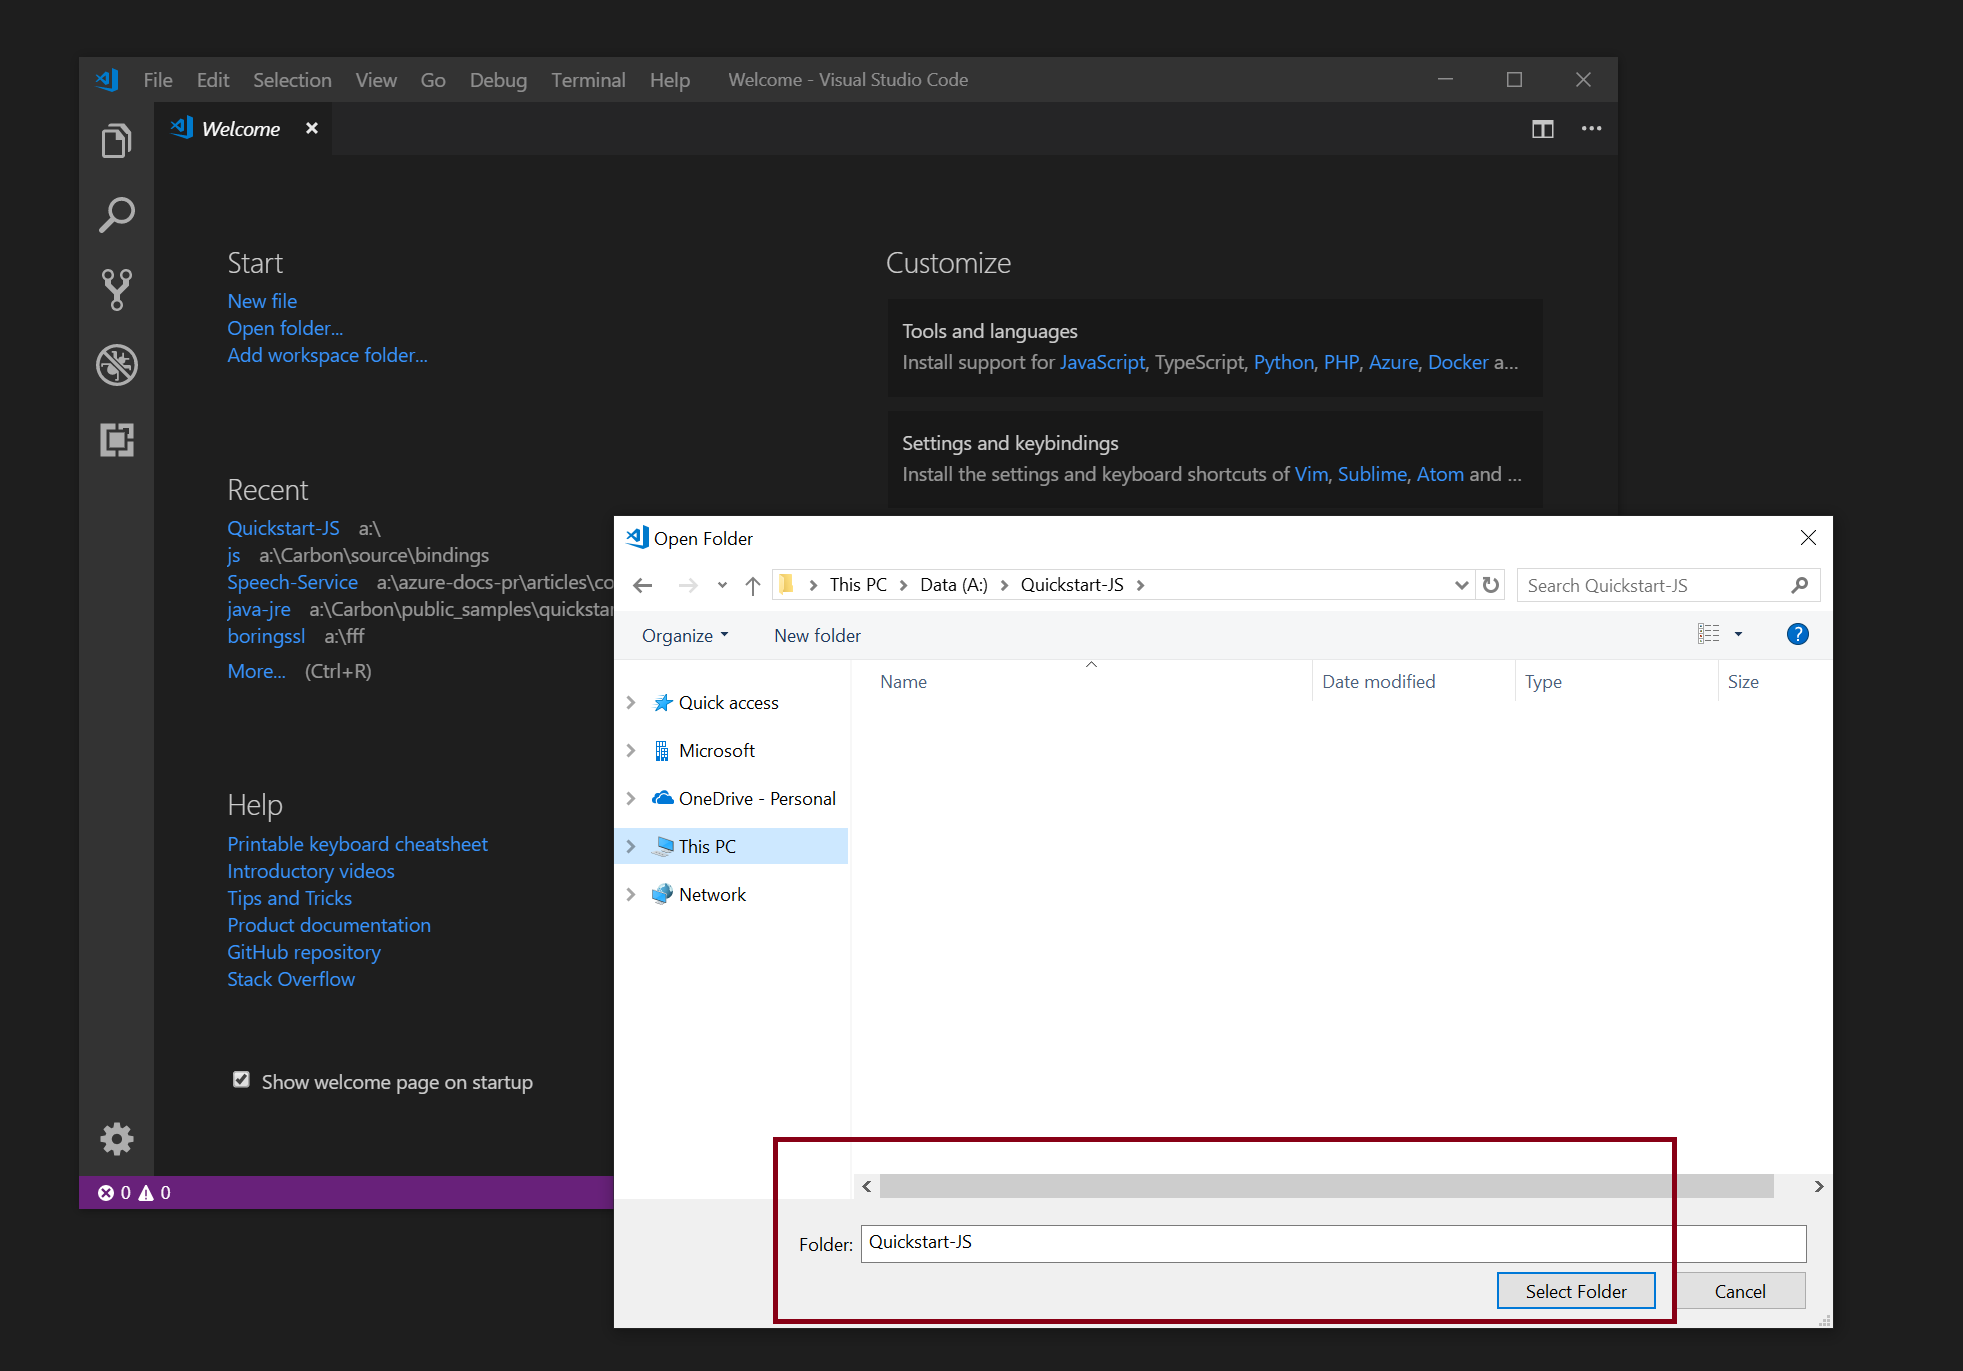 File Edit Selection View Go Debug Terminal Help Welcome - Visual Studio Code
Welcome
Start
New file
Open folder...
Add workspace folder...
Recent
Quickstart-JS a:\
js a:\Carbon\source\bindings
Speech-Service a:\azure-docs-pr\articles\co
java-jre a:\Carbon\public_samples\quickstar
boringssl a:\fff
More... (Ctrl+R)
Help
Printable keyboard cheatsheet
Introductory videos
Tips and Tricks
Product documentation
GitHub repository
Stack Overflow
Show welcome page on startup
0 0
Customize
Tools and languages
Install support for JavaScript, TypeScript, Python, PHP, Azure, Docker a...
Settings and keybindings
Install the settings and keyboard shortcuts of Vim, Sublime, Atom and ...
Open Folder
This PC Data (A:) Quickstart-JS
Search Quickstart-JS
Organize New folder
Name Date modified Type Size
Quick access
Microsoft
OneDrive - Personal
This PC
Network
Folder: Quickstart-JS
Select Folder Cancel